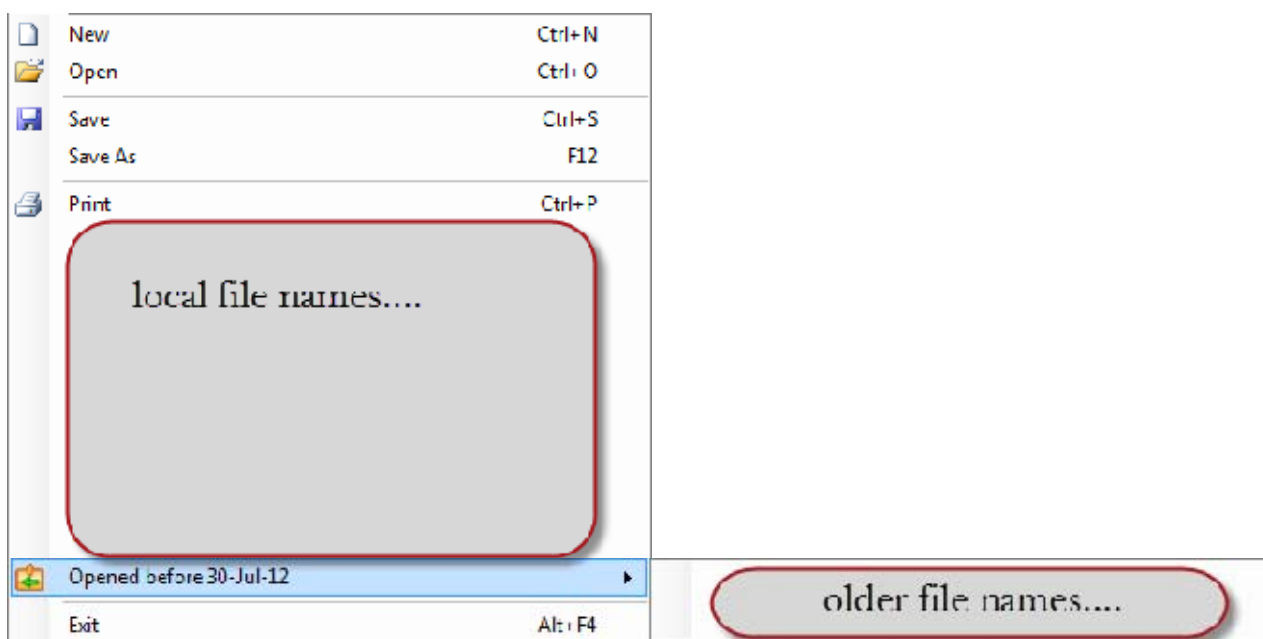 New Ctrl+N
Open Ctrl+O
Save Ctrl+S
Save As F12
Print Ctrl+P
local file names....
Opened before 30-Jul-12
older file names....
Exit Alt+F4